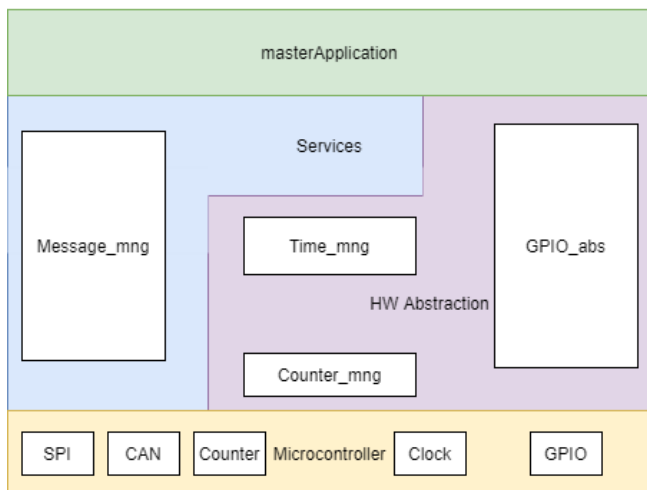 masterApplication
Services
Message_mng
Time_mng
GPIO_abs
HW Abstraction
Counter_mng
SPI
CAN
Counter
Microcontroller
Clock
GPIO